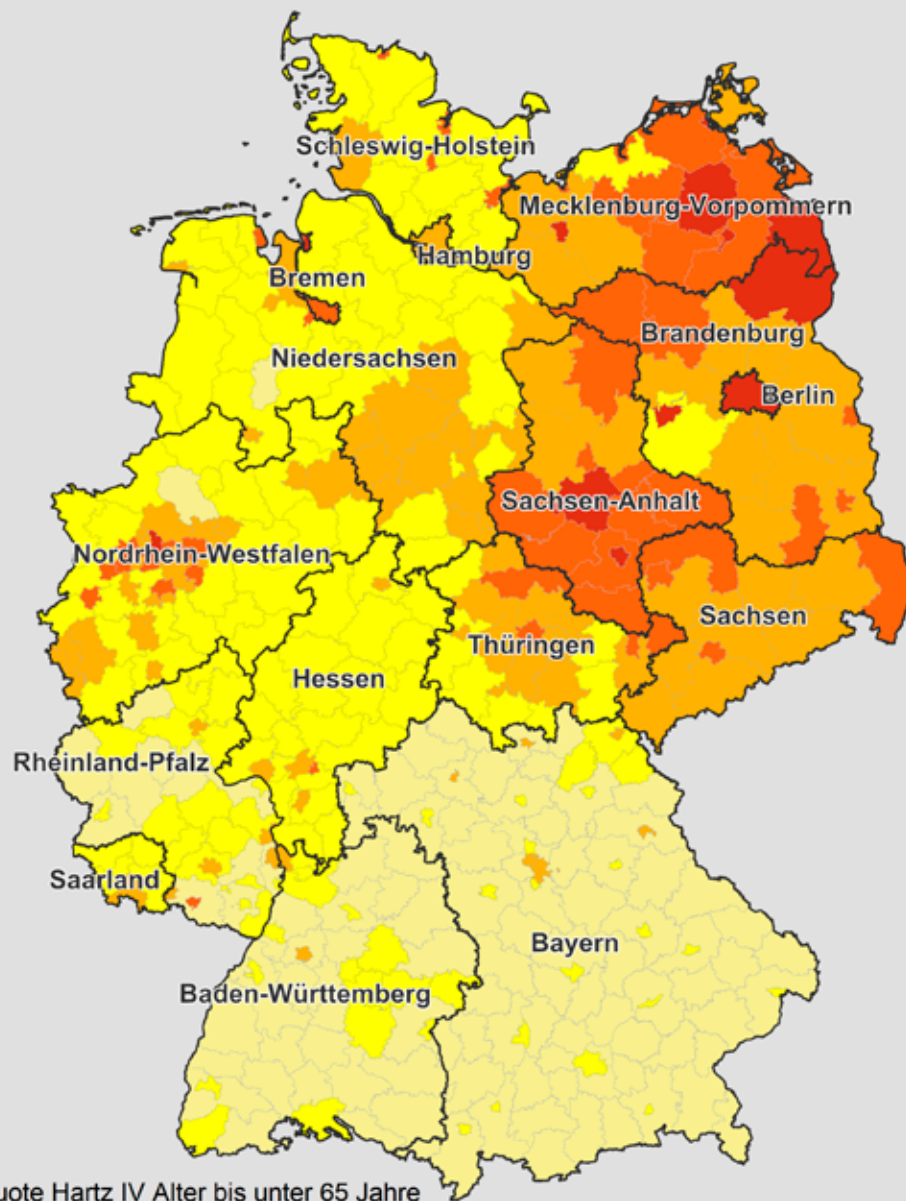 Schleswig-Holstein
Mecklenburg-Vorpommern
Hamburg
Bremen
Brandenburg
Niedersachsen
Berlin
Sachsen-Anhalt
Nordrhein-Westfalen
Sachsen
Thüringen
Hessen
Rheinland-Pfalz
Saarland
Bayern
Baden-Württemberg
uote Hartz IV Alter bis unter 65 Jahre